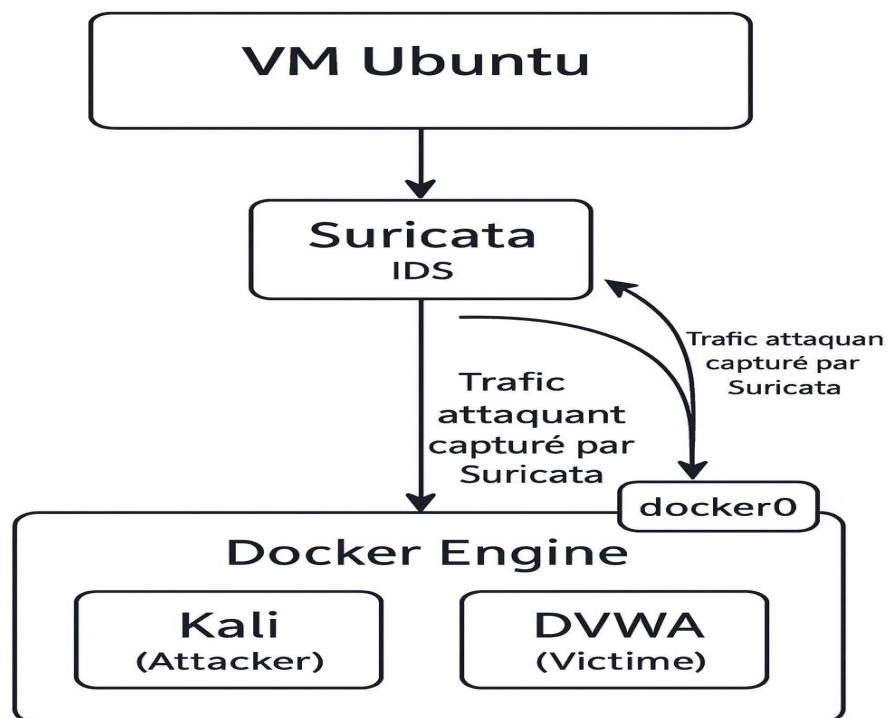 VM Ubuntu
Suricata
IDS
Trafic attaquan
capturé par
Suricata
Trafic
attaquant
capturé par
Suricata
docker0
Docker Engine
Kali
(Attacker)
DVWA
(Victime)